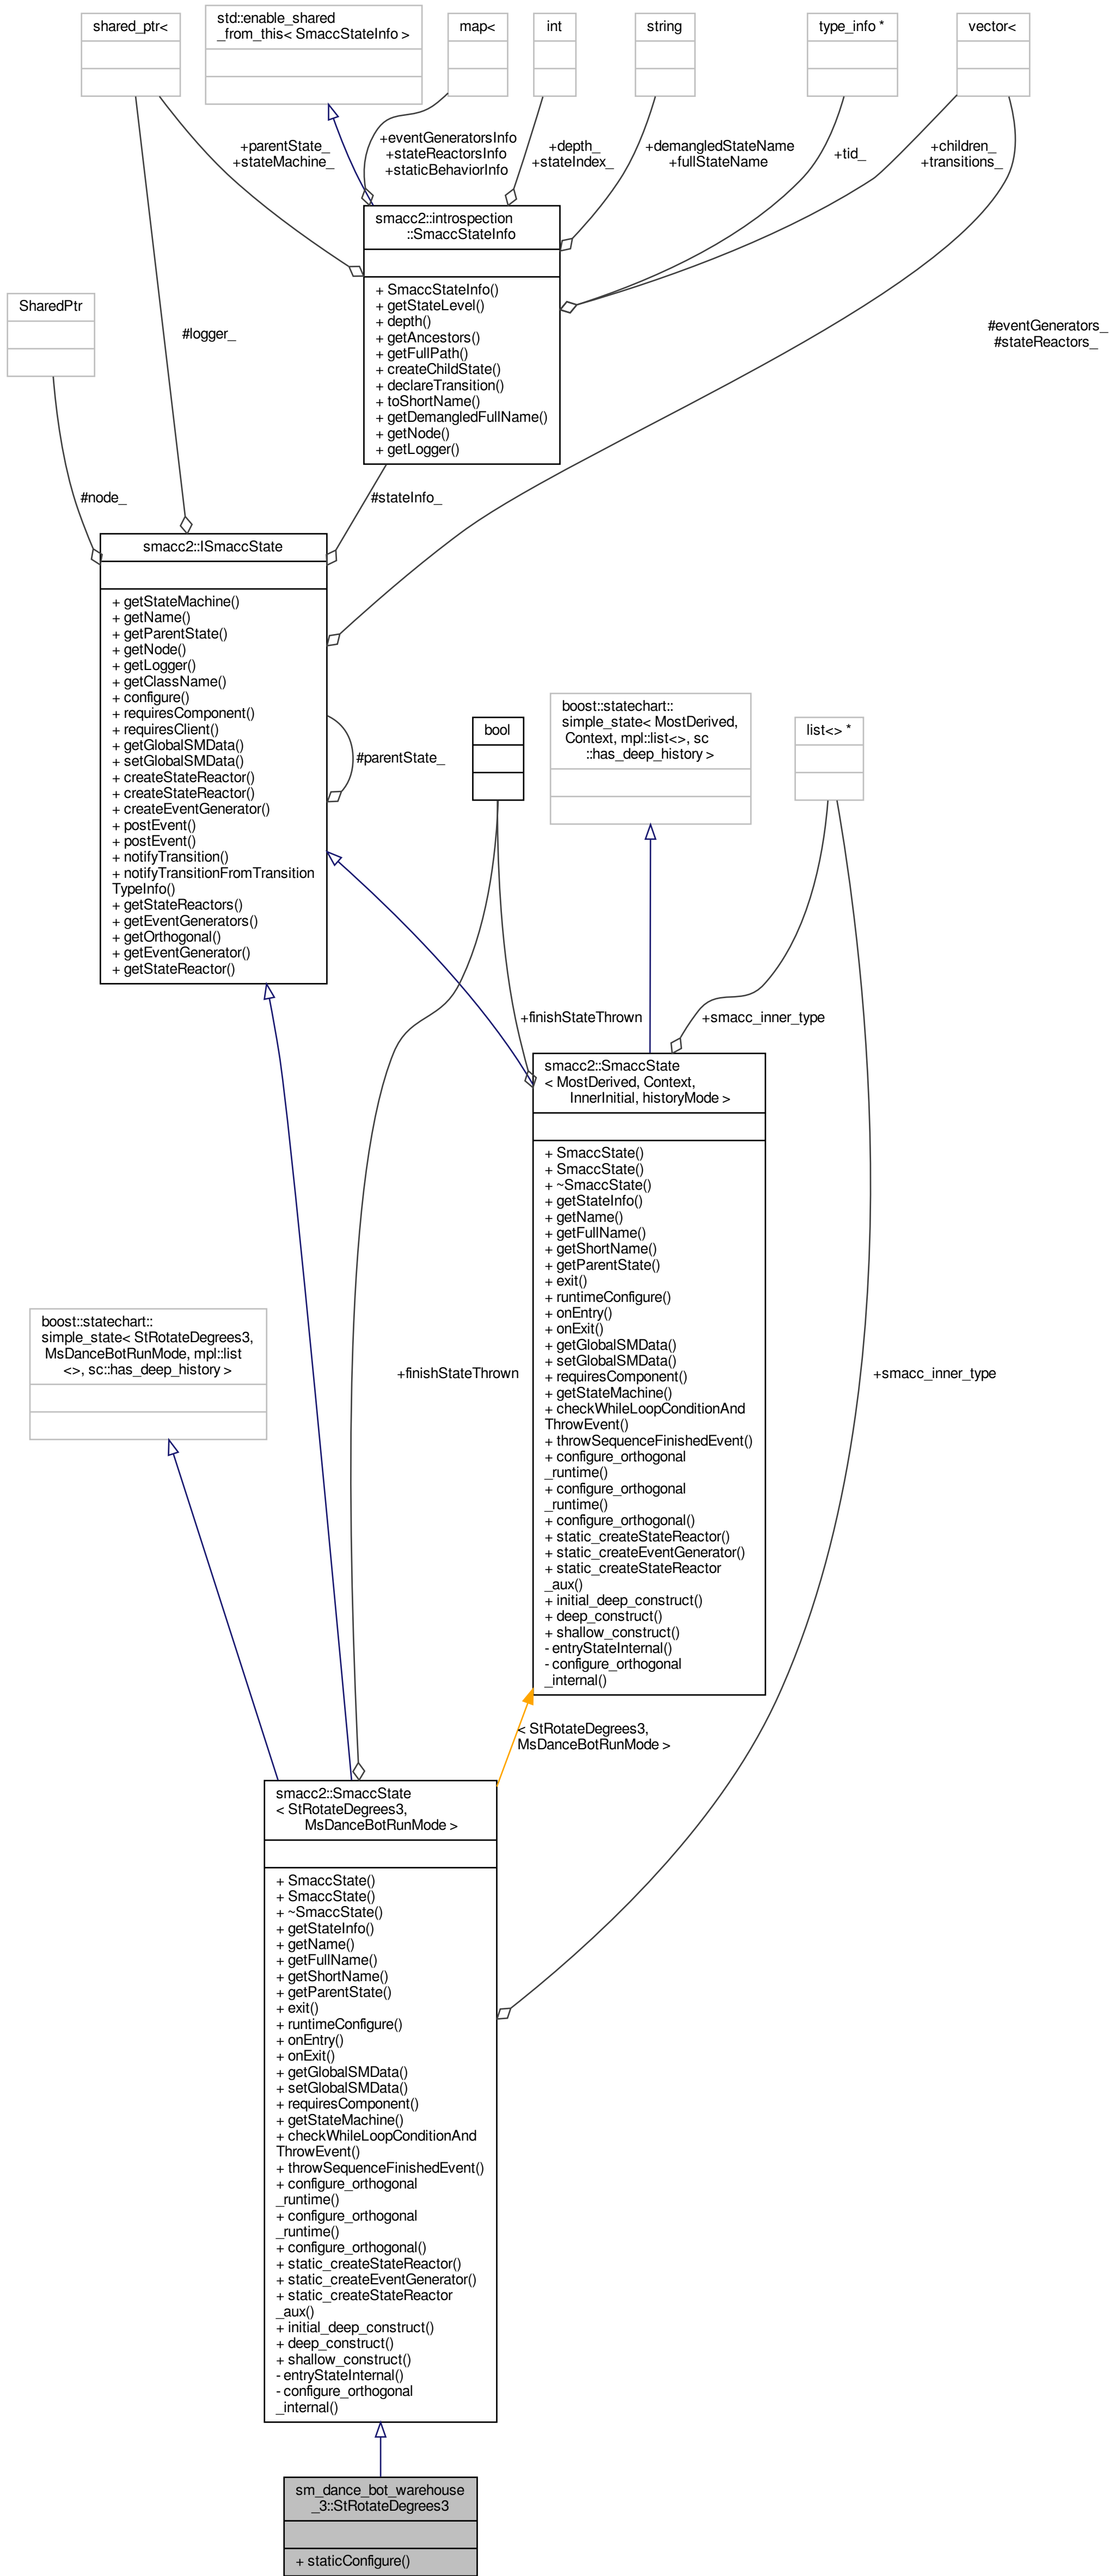 shared_ptr<
std::enable_shared
_from_this< SmaccStateInfo >
map<
int
string
type_info *
vector<
+parentState_
+stateMachine_
+eventGeneratorsInfo
+stateReactorsInfo
+staticBehaviorInfo
+depth_
+stateIndex_
+demangledStateName
+fullStateName
+tid_
+children_
+transitions_
smacc2::introspection
::SmaccStateInfo
+ SmaccStateInfo()
+ getStateLevel()
+ depth()
+ getAncestors()
+ getFullPath()
+ createChildState()
+ declareTransition()
+ toShortName()
+ getDemangledFullName()
+ getNode()
+ getLogger()
SharedPtr
#logger_
#eventGenerators_
#stateReactors_
#node_
#stateInfo_
smacc2::ISmaccState
+ getStateMachine()
+ getName()
+ getParentState()
+ getNode()
+ getLogger()
+ getClassName()
+ configure()
+ requiresComponent()
+ requiresClient()
+ getGlobalSMData()
+ setGlobalSMData()
+ createStateReactor()
+ createStateReactor()
+ createEventGenerator()
+ postEvent()
+ postEvent()
+ notifyTransition()
+ notifyTransitionFromTransition
TypeInfo()
+ getStateReactors()
+ getEventGenerators()
+ getOrthogonal()
+ getEventGenerator()
+ getStateReactor()
#parentState_
bool
boost::statechart::
simple_state< MostDerived,
Context, mpl::list<>, sc
::has_deep_history >
list<> *
+finishStateThrown
+smacc_inner_type
smacc2::SmaccState
< MostDerived, Context,
InnerInitial, historyMode >
+ SmaccState()
+ SmaccState()
+ ~SmaccState()
+ getStateInfo()
+ getName()
+ getFullName()
+ getShortName()
+ getParentState()
+ exit()
+ runtimeConfigure()
+ onEntry()
+ onExit()
+ getGlobalSMData()
+ setGlobalSMData()
+ requiresComponent()
+ getStateMachine()
+ checkWhileLoopConditionAnd
ThrowEvent()
+ throwSequenceFinishedEvent()
+ configure_orthogonal
_runtime()
+ configure_orthogonal
_runtime()
+ configure_orthogonal()
+ static_createStateReactor()
+ static_createEventGenerator()
+ static_createStateReactor
_aux()
+ initial_deep_construct()
+ deep_construct()
+ shallow_construct()
- entryStateInternal()
- configure_orthogonal
_internal()
boost::statechart::
simple_state< StRotateDegrees3,
MsDanceBotRunMode, mpl::list
<>, sc::has_deep_history >
+finishStateThrown
+smacc_inner_type
< StRotateDegrees3,
MsDanceBotRunMode >
smacc2::SmaccState
< StRotateDegrees3,
MsDanceBotRunMode >
+ SmaccState()
+ SmaccState()
+ ~SmaccState()
+ getStateInfo()
+ getName()
+ getFullName()
+ getShortName()
+ getParentState()
+ exit()
+ runtimeConfigure()
+ onEntry()
+ onExit()
+ getGlobalSMData()
+ setGlobalSMData()
+ requiresComponent()
+ getStateMachine()
+ checkWhileLoopConditionAnd
ThrowEvent()
+ throwSequenceFinishedEvent()
+ configure_orthogonal
_runtime()
+ configure_orthogonal
_runtime()
+ configure_orthogonal()
+ static_createStateReactor()
+ static_createEventGenerator()
+ static_createStateReactor
_aux()
+ initial_deep_construct()
+ deep_construct()
+ shallow_construct()
- entryStateInternal()
- configure_orthogonal
_internal()
sm_dance_bot_warehouse
_3::StRotateDegrees3
+ staticConfigure()